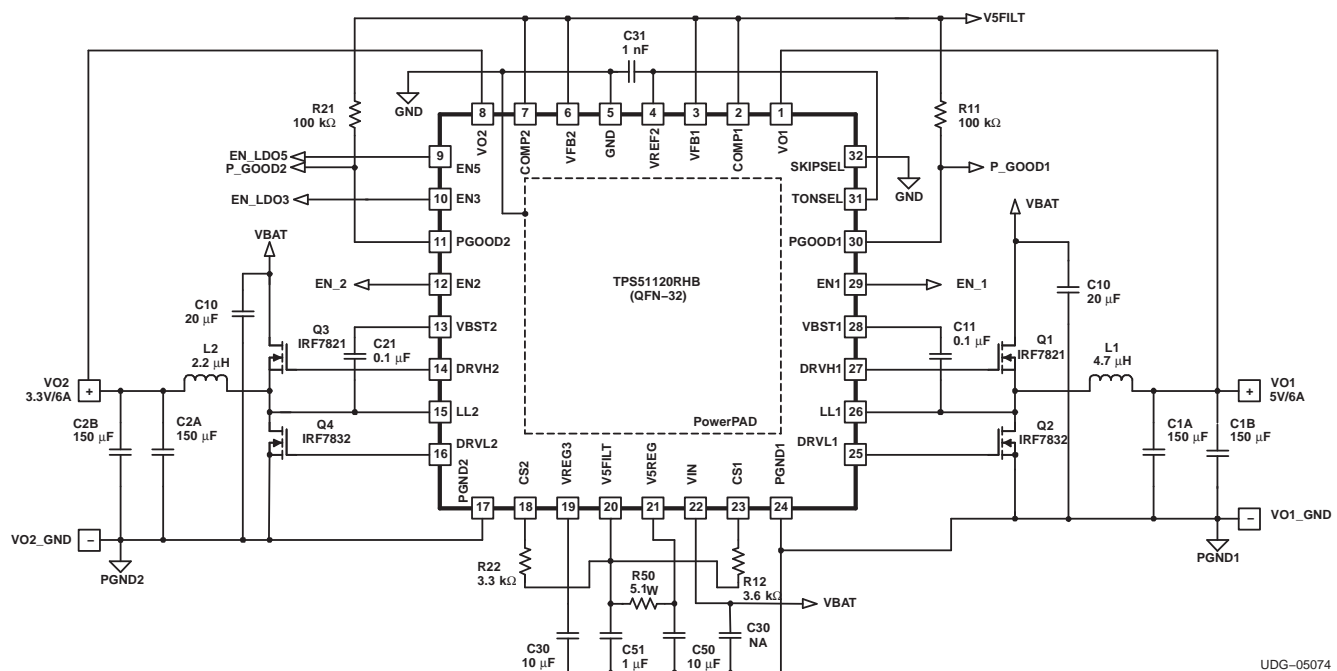 V5FILT
C31
1 nF
GND
R21
100 kΩ
R11
100 kΩ
8
7
6
5
4
3
2
1
VO2
COMP2
VFB2
GND
VREF2
VFB1
COMP1
VO1
EN_LDO5
P_GOOD2
9
EN5
SKIPSEL
32
GND
P_GOOD1
EN_LDO3
10
EN3
TONSEL
31
VBAT
11
PGOOD2
PGOOD1
30
VBAT
TPS51120RHB
(QFN−32)
EN_2
12
EN2
EN1
29
EN_1
C10
20 μF
C10
20 μF
Q3
IRF7821
C21
0.1 μF
13
VBST2
VBST1
28
C11
0.1 μF
Q1
IRF7821
L2
2.2 μH
14
DRVH2
DRVH1
27
L1
4.7 μH
VO2
3.3V/6A
+
+
VO1
5V/6A
C2B
150 μF
C2A
150 μF
Q4
IRF7832
15
LL2
LL1
26
PowerPAD
Q2
IRF7832
C1A
150 μF
C1B
150 μF
16
DRVL2
DRVL1
25
PGND2
CS2
VREG3
V5FILT
V5REG
VIN
CS1
PGND1
17
18
19
20
21
22
23
24
VO2_GND
−
−
VO1_GND
PGND2
PGND1
R22
3.3 kΩ
R50
5.1W
R12
3.6 kΩ
VBAT
C30
10 μF
C51
1 μF
C50
10 μF
C30
NA
UDG−05074